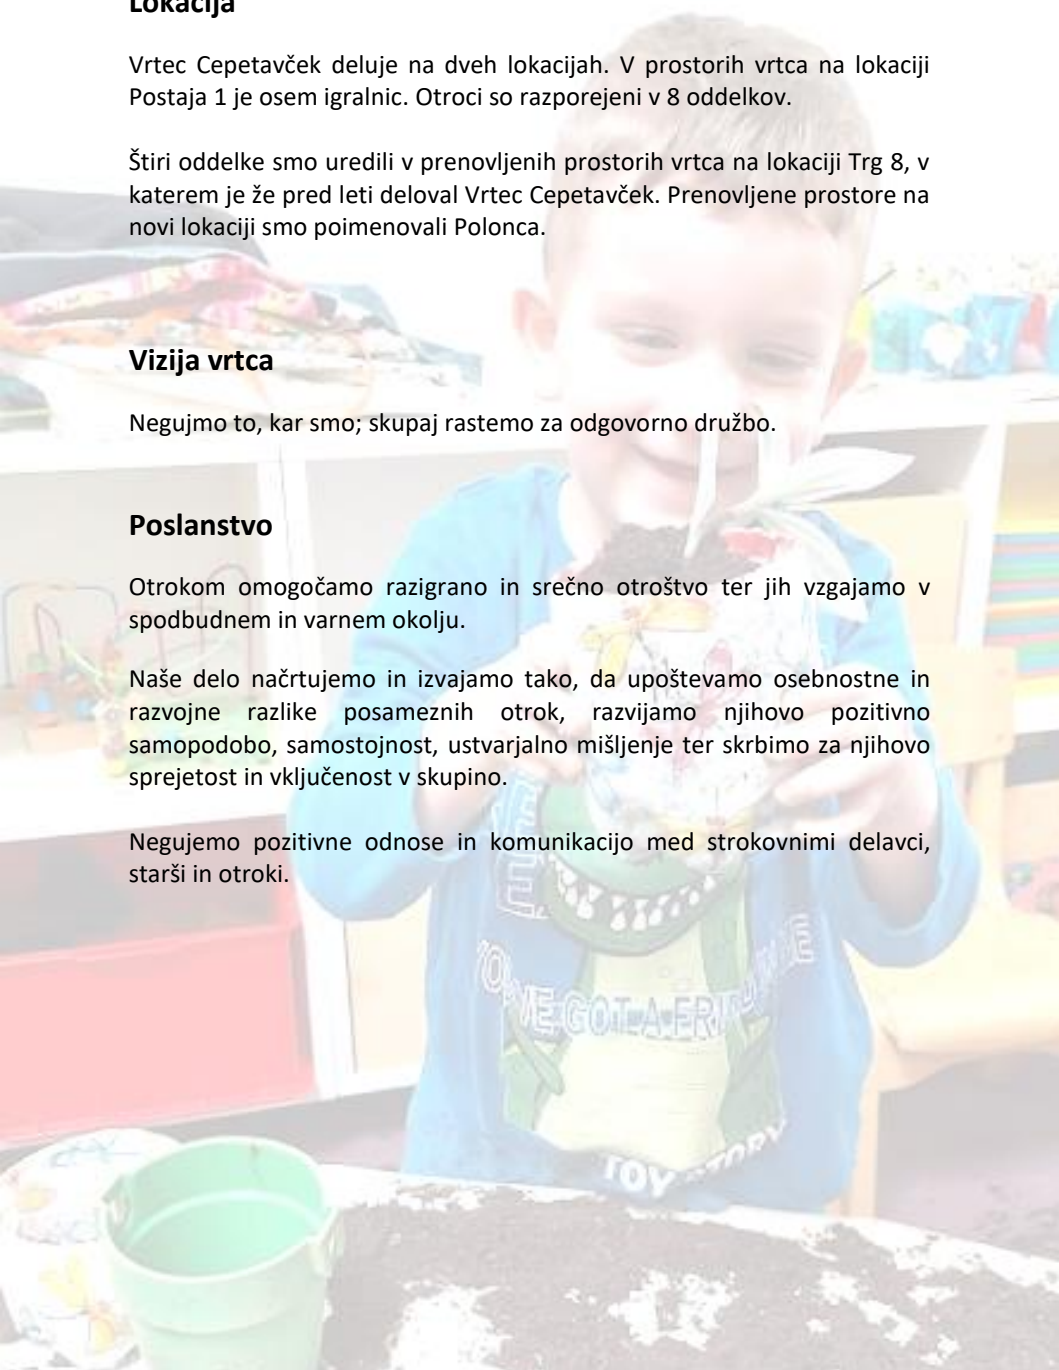 Lokacija
Vrtec Cepetavček deluje na dveh lokacijah. V prostorih vrtca na lokaciji
Postaja 1 je osem igralnic. Otroci so razporejeni v 8 oddelkov.
Štiri oddelke smo uredili v prenovljenih prostorih vrtca na lokaciji Trg 8, v
katerem je že pred leti deloval Vrtec Cepetavček. Prenovljene prostore na
novi lokaciji smo poimenovali Polonca.
Vizija vrtca
Negujmo to, kar smo; skupaj rastemo za odgovorno družbo.
Poslanstvo
Otrokom omogočamo razigrano in srečno otroštvo ter jih vzgajamo v
spodbudnem in varnem okolju.
Naše delo načrtujemo in izvajamo tako, da upoštevamo osebnostne in
razvojne razlike posameznih otrok, razvijamo njihovo pozitivno
samopodobo, samostojnost, ustvarjalno mišljenje ter skrbimo za njihovo
sprejetost in vključenost v skupino.
Negujemo pozitivne odnose in komunikacijo med strokovnimi delavci,
starši in otroki.
GOT A
TOY STORY